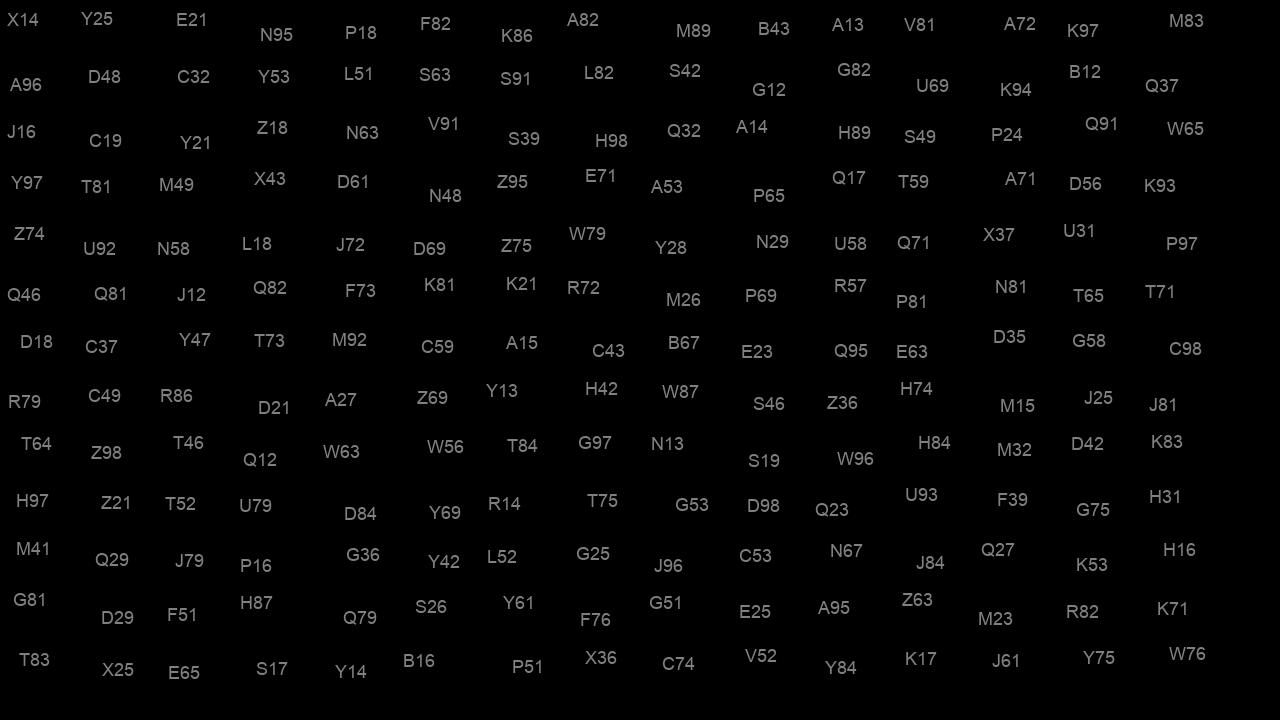 X14 Y25 E21 N95 P18 F82 K86 A82 M89 B43 A13 V81 A72 K97 M83
A96 D48 C32 Y53 L51 S63 S91 L82 S42 G12 G82 U69 K94 B12 Q37
J16 C19 Y21 Z18 N63 V91 S39 H98 Q32 A14 H89 S49 P24 Q91 W65
Y97 T81 M49 X43 D61 N48 Z95 E71 A53 P65 Q17 T59 A71 D56 K93
Z74 U92 N58 L18 J72 D69 Z75 W79 Y28 N29 U58 Q71 X37 U31 P97
Q46 Q81 J12 Q82 F73 K81 K21 R72 M26 P69 R57 P81 N81 T65 T71
D18 C37 Y47 T73 M92 C59 A15 C43 B67 E23 Q95 E63 D35 G58 C98
R79 C49 R86 D21 A27 Z69 Y13 H42 W87 S46 Z36 H74 M15 J25 J81
T64 Z98 T46 Q12 W63 W56 T84 G97 N13 S19 W96 H84 M32 D42 K83
H97 Z21 T52 U79 D84 Y69 R14 T75 G53 D98 Q23 U93 F39 G75 H31
M41 Q29 J79 P16 G36 Y42 L52 G25 J96 C53 N67 J84 Q27 K53 H16
G81 D29 F51 H87 Q79 S26 Y61 F76 G51 E25 A95 Z63 M23 R82 K71
T83 X25 E65 S17 Y14 B16 P51 X36 C74 V52 Y84 K17 J61 Y75 W76